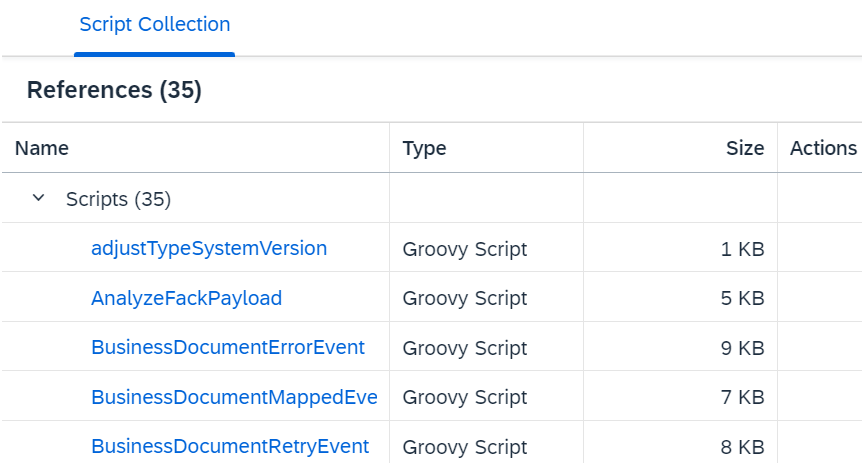 Script Collection
References (35)
Name Type Size Actions
Scripts (35)
adjustTypeSystemVersion Groovy Script 1 KB
AnalyzeFackPayload Groovy Script 5 KB
BusinessDocumentErrorEvent Groovy Script 9 KB
BusinessDocumentMappedEve Groovy Script 7 KB
BusinessDocumentRetryEvent Groovy Script 8 KB